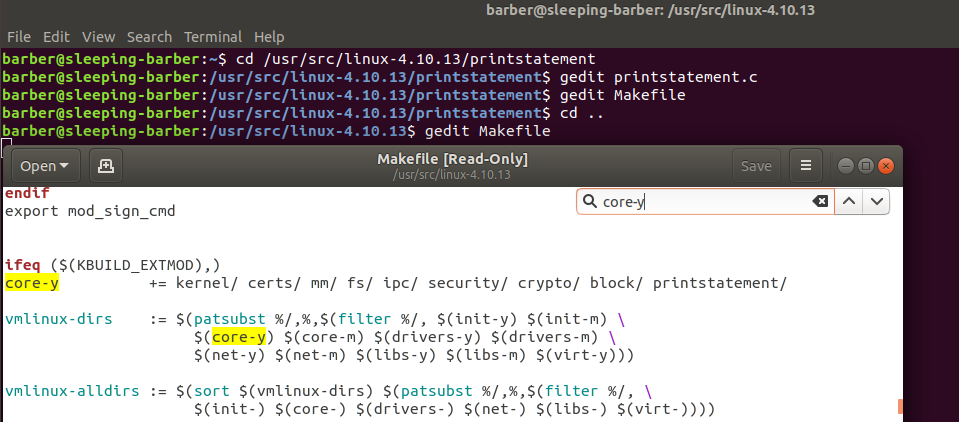 barber@sleeping-barber: /usr/src/linux-4.10.13
File Edit View Search Terminal Help
barber@sleeping-barber:~$ cd /usr/src/linux-4.10.13/printstatement
barber@sleeping-barber:/usr/src/linux-4.10.13/printstatement$ gedit printstatement.c
barber@sleeping-barber:/usr/src/linux-4.10.13/printstatement$ gedit Makefile
barber@sleeping-barber:/usr/src/linux-4.10.13/printstatement$ cd ..
barber@sleeping-barber:/usr/src/linux-4.10.13$ gedit Makefile
Open Makefile [Read-Only] Save
/usr/src/linux-4.10.13
endif
core-y
export mod_sign_cmd
ifeq ($(KBUILD_EXTMOD),)
core-y += kernel/ certs/ mm/ fs/ ipc/ security/ crypto/ block/ printstatement/
vmlinux-dirs := $(patsubst %/,%,$(filter %/, $(init-y) $(init-m) \
$(core-y) $(core-m) $(drivers-y) $(drivers-m) \
$(net-y) $(net-m) $(libs-y) $(libs-m) $(virt-y)))
vmlinux-alldirs := $(sort $(vmlinux-dirs) $(patsubst %/,%,$(filter %/, \
$(init-) $(core-) $(drivers-) $(net-) $(libs-) $(virt-))))